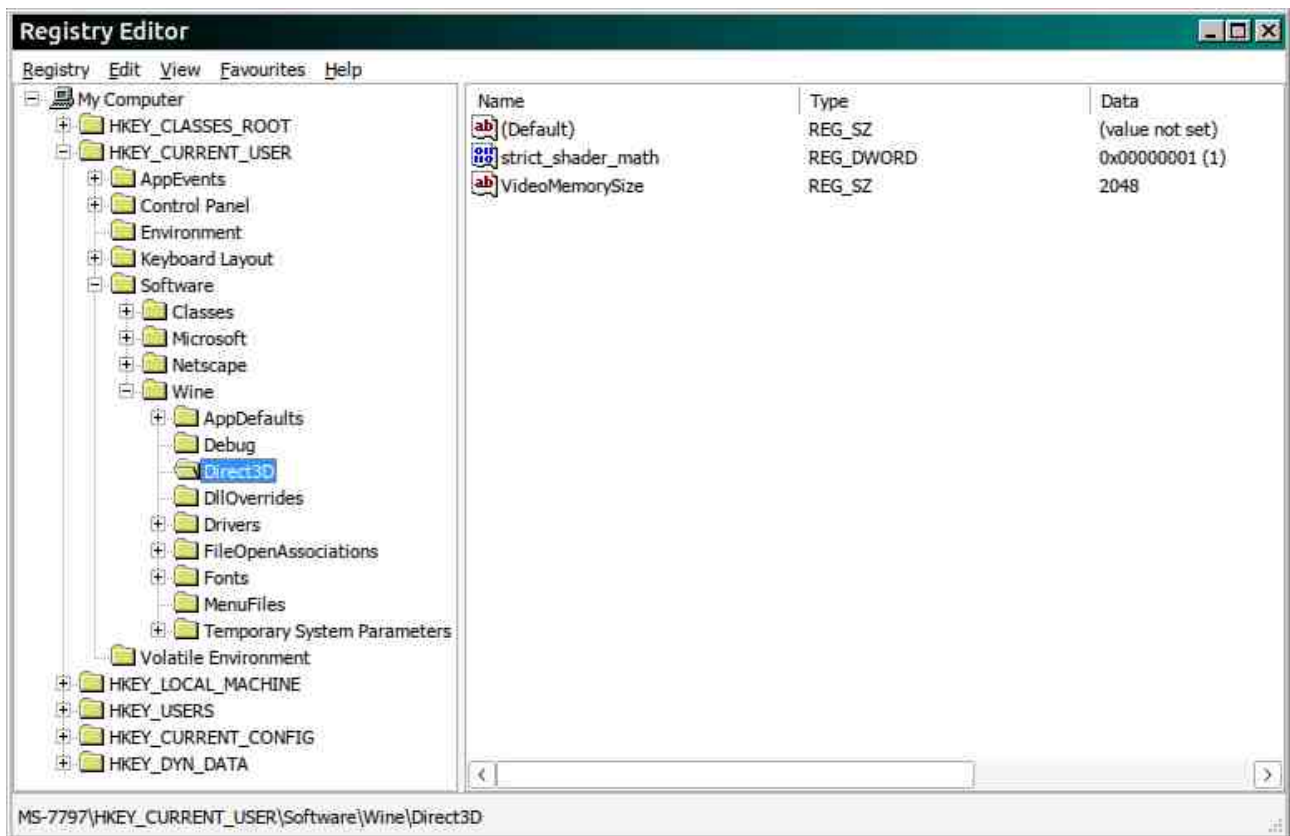 Registry Editor
Registry Edit View Favourites Help
My Computer
HKEY_CLASSES_ROOT
HKEY_CURRENT_USER
AppEvents
Control Panel
Environment
Keyboard Layout
Software
Classes
Microsoft
Netscape
Wine
AppDefaults
Debug
Direct3D
DllOverrides
Drivers
FileOpenAssociations
Fonts
MenuFiles
Temporary System Parameters
Volatile Environment
HKEY_LOCAL_MACHINE
HKEY_USERS
HKEY_CURRENT_CONFIG
HKEY_DYN_DATA
Name Type Data
(Default) REG_SZ (value not set)
strict_shader_math REG_DWORD 0x00000001 (1)
VideoMemorySize REG_SZ 2048
MS-7797\HKEY_CURRENT_USER\Software\Wine\Direct3D